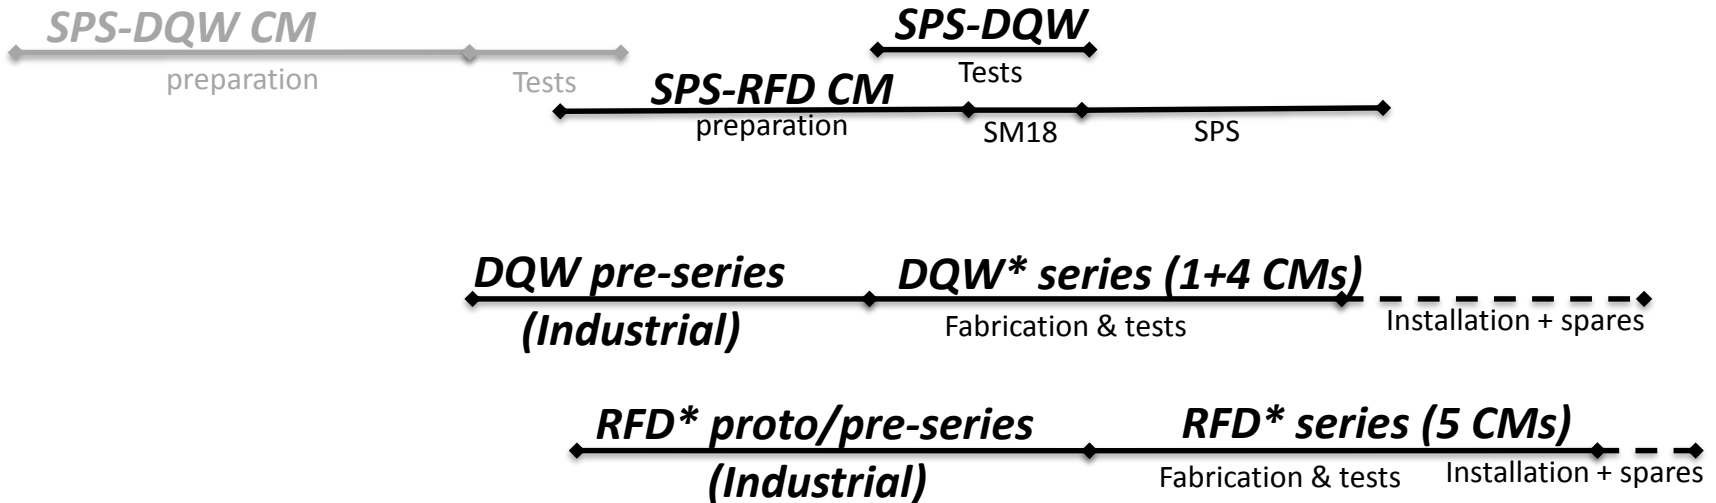 SPS-DQW CM
preparation
Tests
SPS-DQW
Tests
SPS-RFD CM
preparation
SM18
SPS
DQW pre-series
(Industrial)
DQW* series (1+4 CMs)
Fabrication & tests
Installation + spares
RFD* proto/pre-series
(Industrial)
RFD* series (5 CMs)
Fabrication & tests
Installation + spares